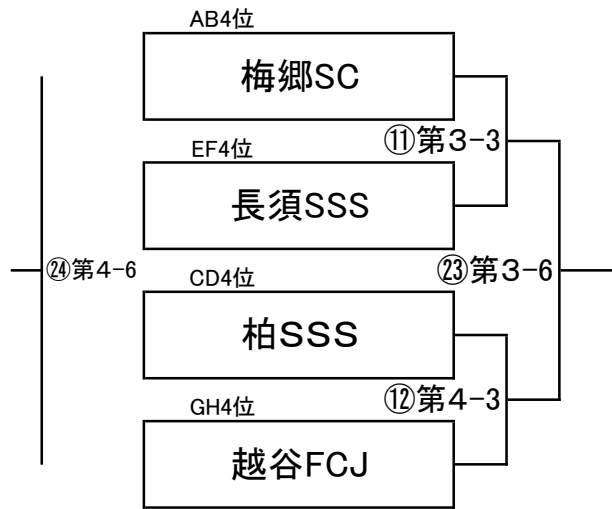 AB4位
梅郷SC
⑪第3-3
EF4位
長須SSS
㉔第4-6
㉓第3-6
CD4位
柏SSS
⑫第4-3
GH4位
越谷FCJ